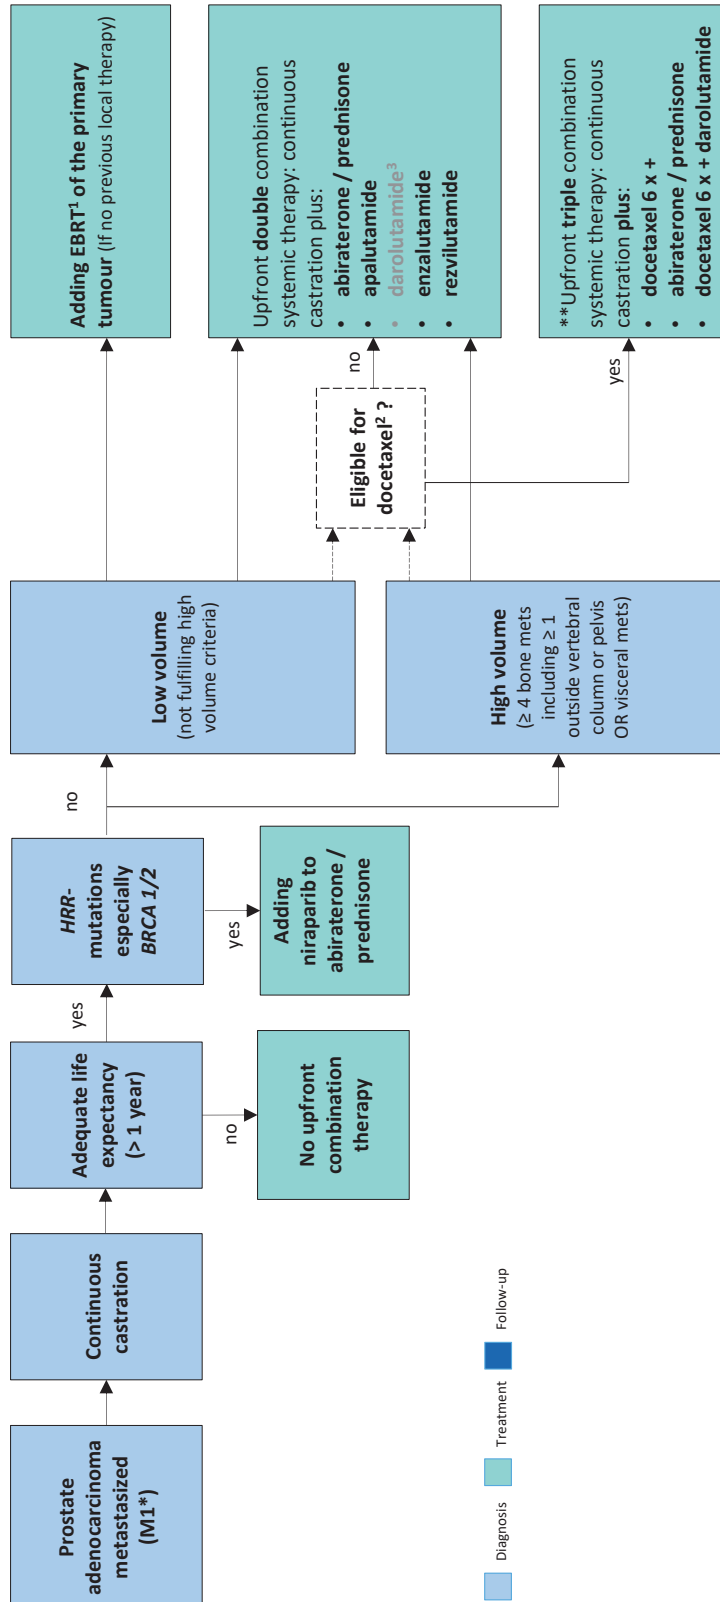 Prostate
adenocarcinoma
metastasized
(M1*)
Continuous
castration
Adequate life
expectancy
(> 1 year)
yes
no
No upfront
combination
therapy
HRR-
mutations
especially
BRCA 1/2
no
yes
Adding
niraparib to
abiraterone /
prednisone
Low volume
(not fulfilling high
volume criteria)
High volume
(≥ 4 bone mets
including ≥ 1
outside vertebral
column or pelvis
OR visceral mets)
Eligible for
docetaxel² ?
no
yes
Adding EBRT¹ of the primary
tumour (If no previous local therapy)
Upfront double combination
systemic therapy: continuous
castration plus:
• abiraterone / prednisone
• apalutamide
• darolutamide³
• enzalutamide
• rezvilutamide
**Upfront triple combination
systemic therapy: continuous
castration plus:
• docetaxel 6 x +
• abiraterone / prednisone
• docetaxel 6 x + darolutamide
Diagnosis
Treatment
Follow-up